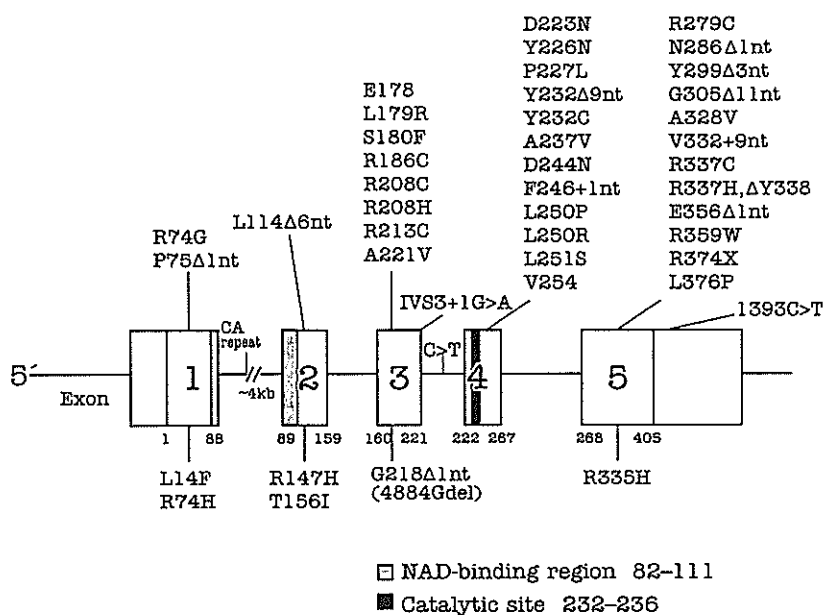 D223N
Y226N
P227L
Y232Δ9nt
Y232C
A237V
D244N
F246+1nt
L250P
L250R
L251S
V254
R279C
N286Δ1nt
Y299Δ3nt
G305Δ11nt
A328V
V332+9nt
R337C
R337H,ΔY338
E356Δ1nt
R359W
R374X
L376P
E178
L179R
S180F
R186C
R208C
R208H
R213C
A221V
L114Δ6nt
R74G
P75Δ1nt
IVS3+1G>A
1393C>T
CA
repeat
C>T
5′
Exon
1
2
3
4
5
~4kb
1 88
89 159
160 221
222 267
268 405
L14F
R74H
R147H
T156I
G218Δ1nt
(4884Gdel)
R335H
NAD-binding region 82–111
Catalytic site 232–236